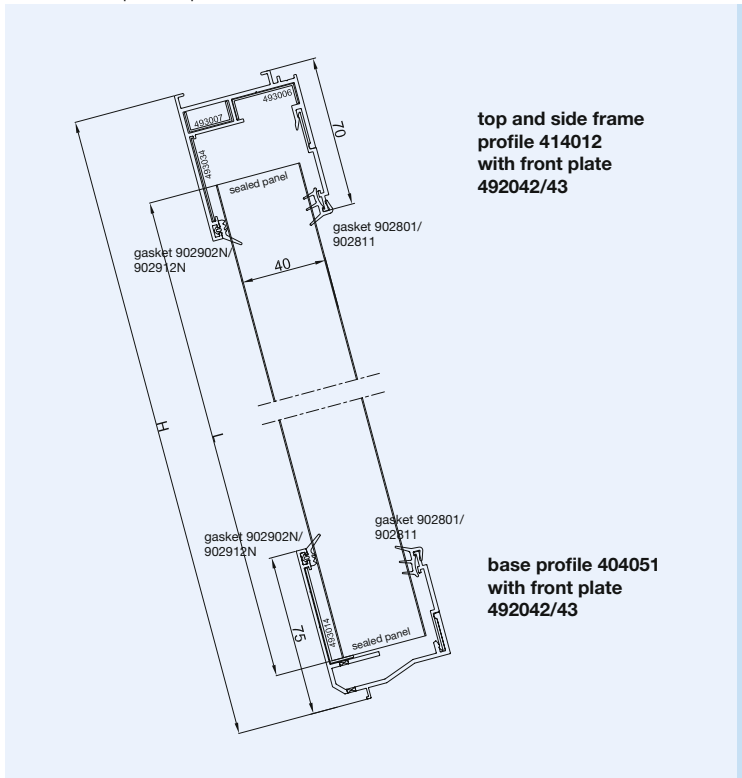 493006
493007
70
493034
sealed panel
top and side frame
profile 414012
with front plate
492042/43
gasket 902801/
902811
gasket 902902N/
902912N
40
H
L
gasket 902801/
902811
gasket 902902N/
902912N
base profile 404051
with front plate
492042/43
75
493014
sealed panel